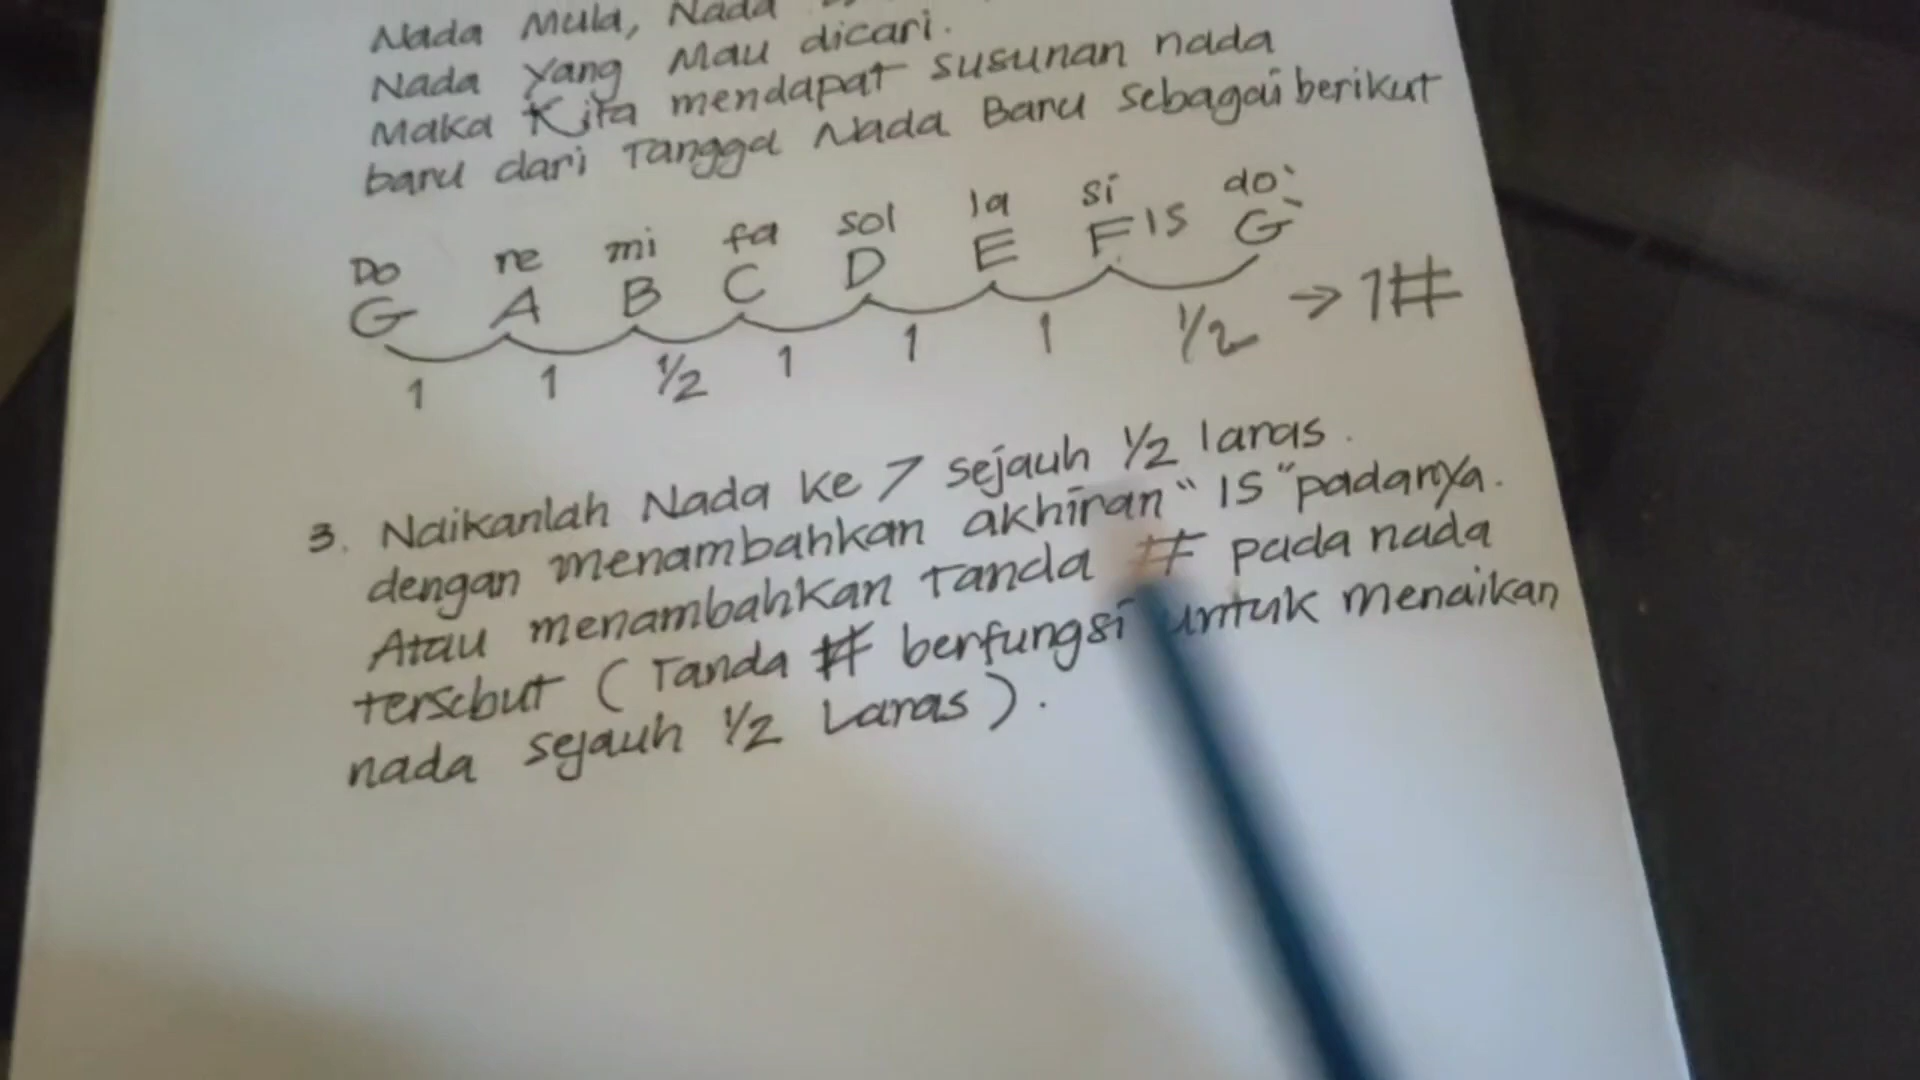 Nada Mula, Nada
Nada Yang Mau dicari.
Maka Kita mendapat susunan nada
baru dari Tangga Nada Baru sebagai berikut
Do re mi fa sol la si do
G A B C D E FIS G
1 1 1/2 1 1 1 1/2 → 1#
3. Naikanlah Nada ke 7 sejauh 1/2 laras.
dengan menambahkan akhiran "IS" padanya.
Atau menambahkan Tanda # pada nada
tersebut (Tanda # berfungsi untuk menaikan
nada sejauh 1/2 Laras).